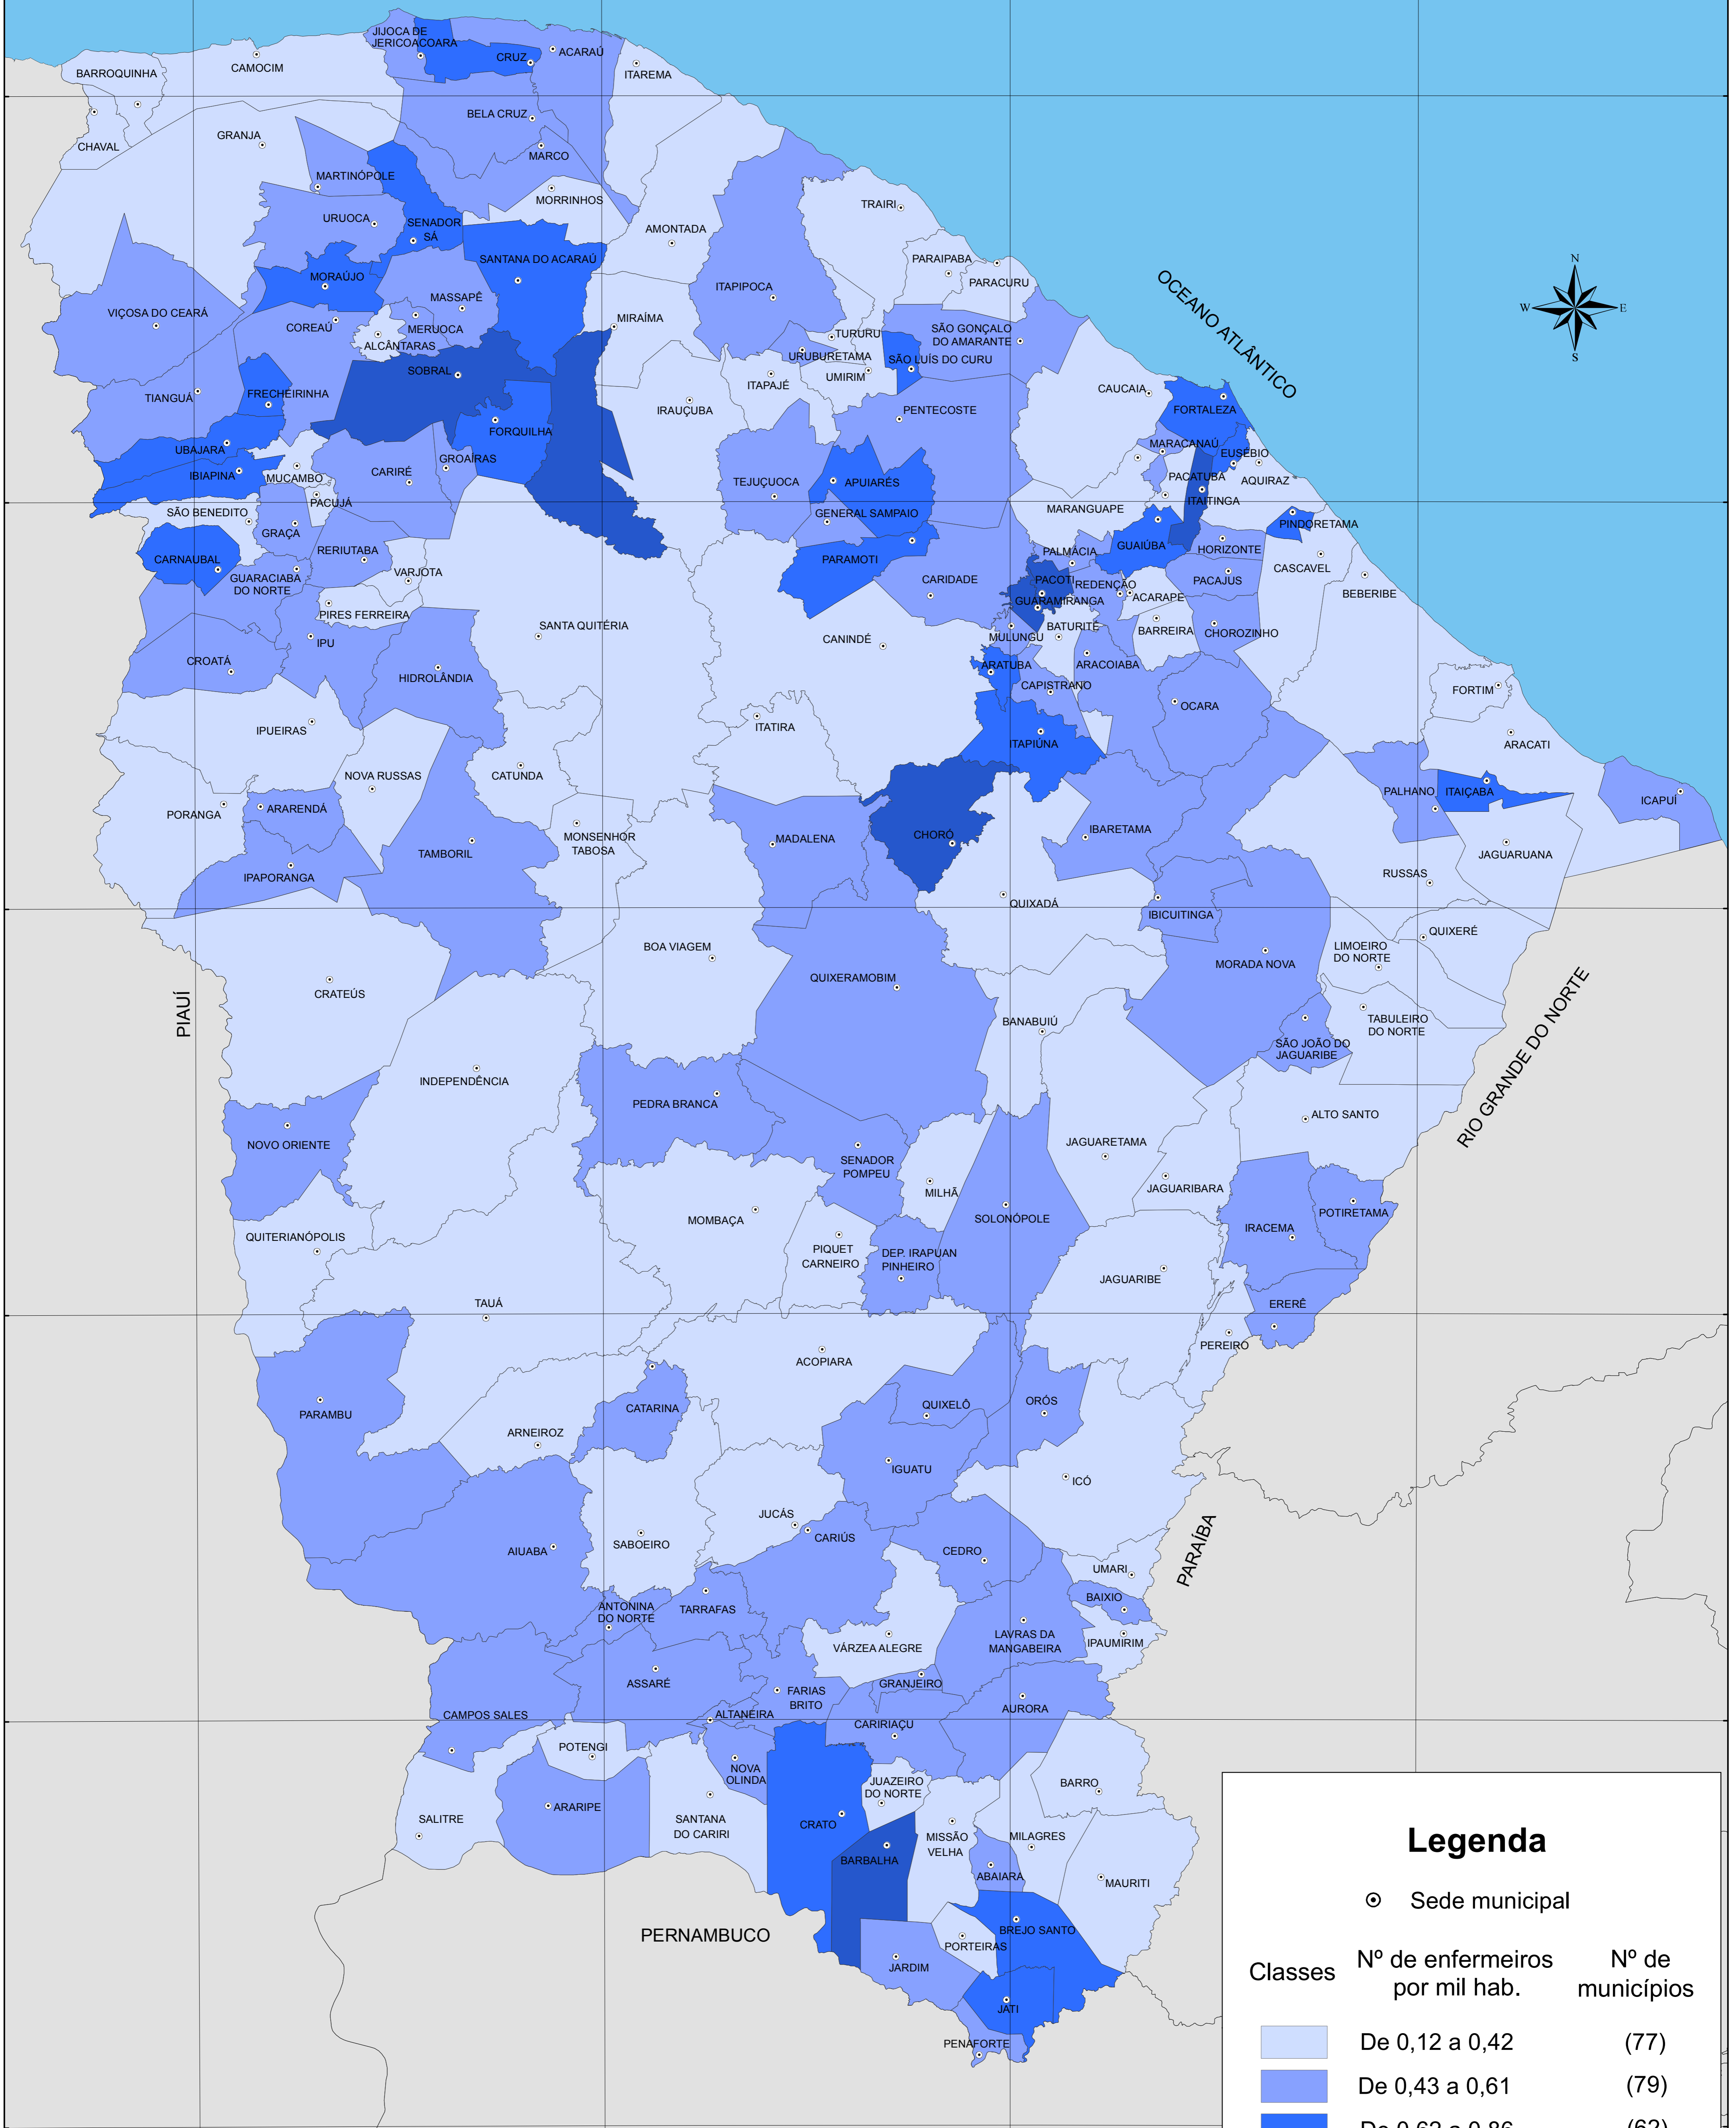 JIJOCA DE
JERICOACOARA
CRUZ
ACARAÚ
BARROQUINHA
CAMOCIM
ITAREMA
CHAVAL
GRANJA
BELA CRUZ
MARCO
MARTINÓPOLE
MORRINHOS
URUOCA
SENADOR
SÁ
AMONTADA
TRAIRI
SANTANA DO ACARAÚ
MORAÚJO
PARAIPABA
PARACURU
OCEANO ATLÂNTICO
N
W
E
S
VIÇOSA DO CEARÁ
MASSAPÊ
ITAPIPOCA
COREAÚ
MERUOCA
ALCÂNTARAS
MIRAÍMA
TURURU
URUBURETAMA
SÃO GONÇALO
DO AMARANTE
SÃO LUÍS DO CURU
SOBRAL
UMIRIM
ITAPAJÉ
CAUCAIA
TIANGUÁ
FRECHEIRINHA
IRAUÇUBA
PENTECOSTE
FORTALEZA
FORQUILHA
UBAJARA
MARACANAÚ
EUSÉBIO
IBIAPINA
MUCAMBO
CARIRÉ
GROAÍRAS
TEJUÇUOCA
APUIARÉS
PACATUBA
AQUIRAZ
PACUJÁ
ITAITINGA
SÃO BENEDITO
GENERAL SAMPAIO
MARANGUAPE
PINDORETAMA
GRAÇA
CARNAUBAL
RERIUTABA
PARAMOTI
PALMÁCIA
GUAIÚBA
HORIZONTE
GUARACIABA
DO NORTE
VARJOTA
CARIDADE
PACOTI
REDENÇÃO
PACAJUS
CASCAVEL
BEBERIBE
PIRES FERREIRA
GUARAMIRANGA
ACARAPE
IPU
SANTA QUITÉRIA
CANINDÉ
MULUNGU
BATURITÉ
BARREIRA
CHOROZINHO
CROATÁ
HIDROLÂNDIA
ARATUBA
ARACOIABA
CAPISTRANO
FORTIM
OCARA
IPUEIRAS
ITATIRA
ITAPIÚNA
ARACATI
NOVA RUSSAS
CATUNDA
PORANGA
ARARENDÁ
PALHANO
ITAIÇABA
ICAPUÍ
MONSENHOR
TABOSA
MADALENA
CHORÓ
IBARETAMA
TAMBORIL
JAGUARUANA
IPAPORANGA
RUSSAS
QUIXADÁ
IBICUITINGA
BOA VIAGEM
QUIXERÉ
LIMOEIRO
DO NORTE
MORADA NOVA
QUIXERAMOBIM
CRATEÚS
PIAUÍ
BANABUIÚ
TABULEIRO
DO NORTE
SÃO JOÃO DO
JAGUARIBE
RIO GRANDE DO NORTE
INDEPENDÊNCIA
PEDRA BRANCA
ALTO SANTO
NOVO ORIENTE
JAGUARETAMA
SENADOR
POMPEU
MILHÃ
JAGUARIBARA
SOLONÓPOLE
MOMBAÇA
POTIRETAMA
IRACEMA
QUITERIANÓPOLIS
PIQUET
CARNEIRO
DEP. IRAPUAN
PINHEIRO
JAGUARIBE
TAUÁ
ERERÊ
PEREIRO
ACOPIARA
CATARINA
QUIXELÔ
ORÓS
PARAMBU
ARNEIROZ
IGUATU
ICÓ
JUCÁS
CARIÚS
SABOEIRO
AIUABA
CEDRO
PARAÍBA
UMARI
BAIXIO
ANTONINA
DO NORTE
TARRAFAS
LAVRAS DA
MANGABEIRA
IPAUMIRIM
VÁRZEA ALEGRE
ASSARÉ
GRANJEIRO
FARIAS
BRITO
AURORA
CAMPOS SALES
ALTANEIRA
CARIRIAÇU
POTENGI
NOVA
OLINDA
JUAZEIRO
DO NORTE
BARRO
SALITRE
ARARIPE
SANTANA
DO CARIRI
CRATO
MISSÃO
VELHA
MILAGRES
BARBALHA
ABAIARA
MAURITI
PERNAMBUCO
BREJO SANTO
PORTEIRAS
JARDIM
JATI
PENAFORTE
Legenda
Sede municipal
Classes
Nº de enfermeiros
por mil hab.
Nº de
municípios
De 0,12 a 0,42 (77)
De 0,43 a 0,61 (79)
De 0,62 a 0,86 (62)